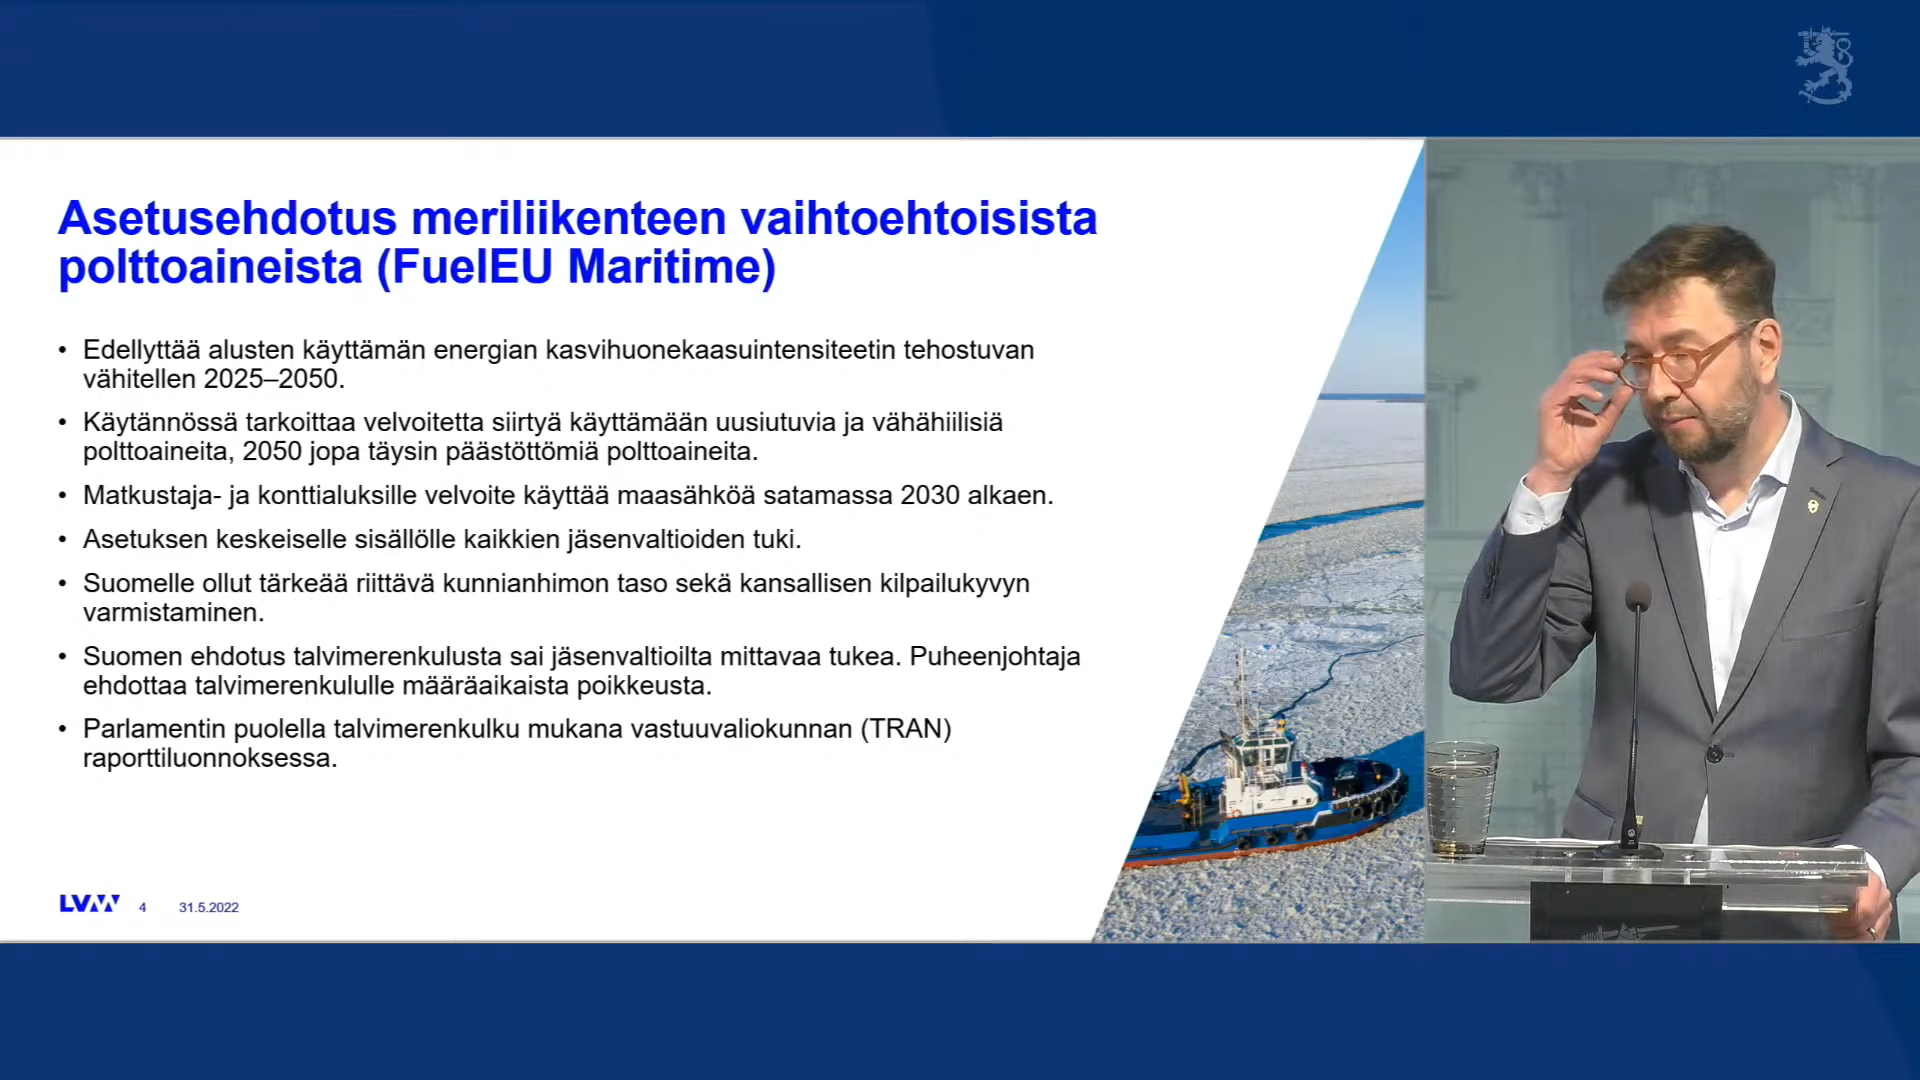 Asetusehdotus meriliikenteen vaihtoehtoisista
polttoaineista (FuelEU Maritime)
• Edellyttää alusten käyttämän energian kasvihuonekaasuintensiteetin tehostuvan
vähitellen 2025–2050.
• Käytännössä tarkoittaa velvoitetta siirtyä käyttämään uusiutuvia ja vähähiilisiä
polttoaineita, 2050 jopa täysin päästöttömiä polttoaineita.
• Matkustaja- ja konttialuksille velvoite käyttää maasähköä satamassa 2030 alkaen.
• Asetuksen keskeiselle sisällölle kaikkien jäsenvaltioiden tuki.
• Suomelle ollut tärkeää riittävä kunnianhimon taso sekä kansallisen kilpailukyvyn
varmistaminen.
• Suomen ehdotus talvimerenkulusta sai jäsenvaltioilta mittavaa tukea. Puheenjohtaja
ehdottaa talvimerenkululle määräaikaista poikkeusta.
• Parlamentin puolella talvimerenkulku mukana vastuuvaliokunnan (TRAN)
raporttiluonnoksessa.
LVM 4 31.5.2022